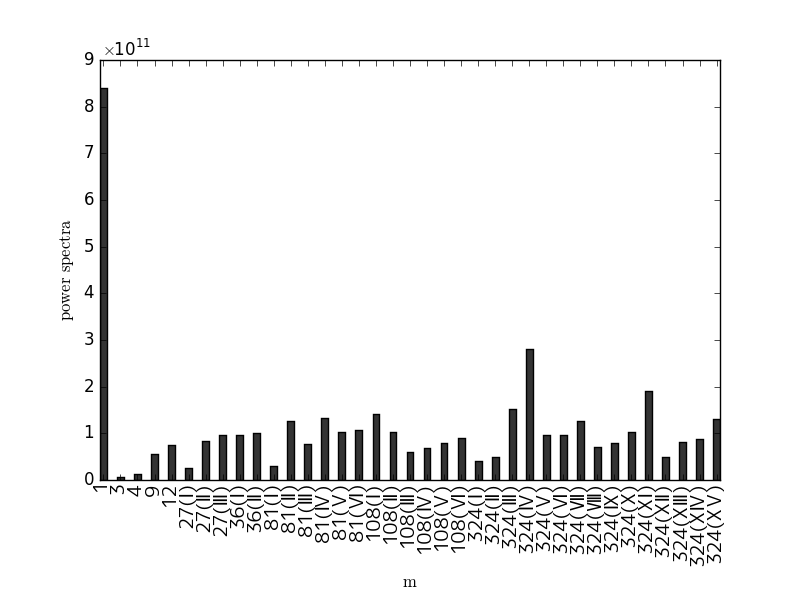 ×10¹¹
9
8
7
6
5
4
3
2
1
0
power spectra
1
3
4
9
12
27(I)
27(II)
27(III)
36(I)
36(II)
81(I)
81(II)
81(III)
81(IV)
81(V)
81(VI)
108(I)
108(II)
108(III)
108(IV)
108(V)
108(VI)
324(I)
324(II)
324(III)
324(IV)
324(V)
324(VI)
324(VII)
324(VIII)
324(IX)
324(X)
324(XI)
324(XII)
324(XIII)
324(XIV)
324(XV)
m